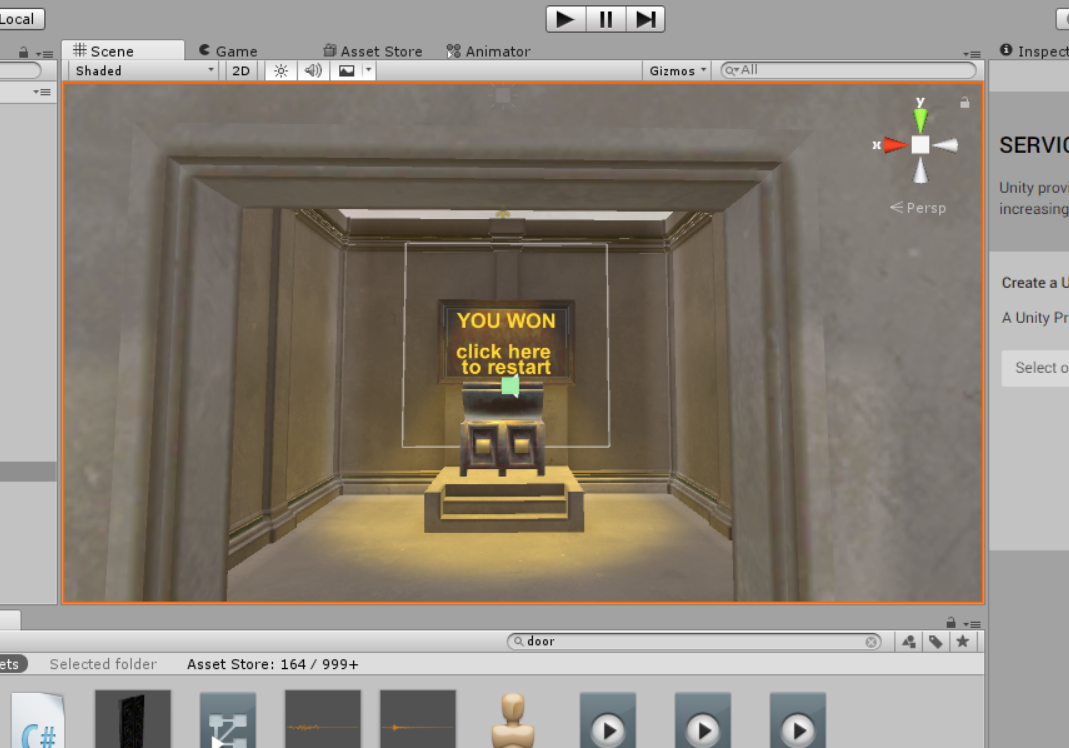 Local
Scene
Game
Asset Store
Animator
Inspect
Shaded
2D
Gizmos
All
y
x
Persp
SERVIC
Unity provi
increasing
Create a U
A Unity Pr
Select o
YOU WON
click here
to restart
door
ets
Selected folder
Asset Store: 164 / 999+
C#